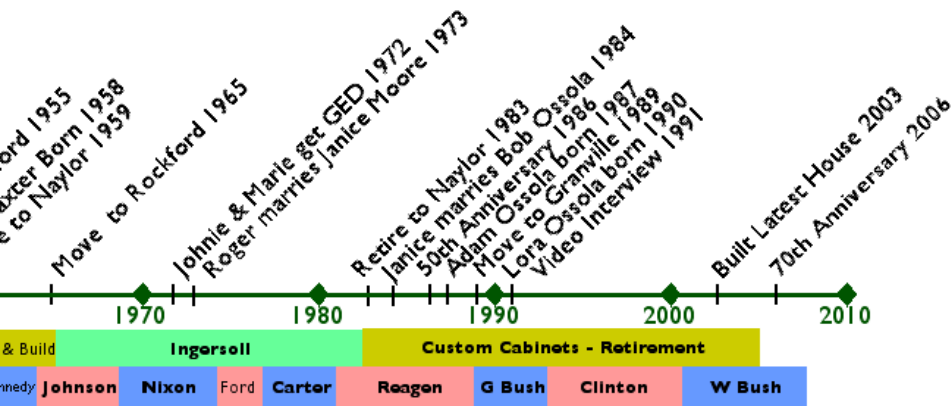 ord 1955
axter Born 1958
e to Naylor 1959
Move to Rockford 1965
Johnie & Marie get GED 1972
Roger marries Janice Moore 1973
Retire to Naylor 1983
Janice marries Bob Ossola 1984
50th Anniversary 1986
Adam Ossola born 1987
Move to Granville 1989
Lora Ossola born 1990
Video Interview 1991
Built Latest House 2003
70th Anniversary 2006
1970 1980 1990 2000 2010
& Build Ingersoll Custom Cabinets - Retirement
nnedy Johnson Nixon Ford Carter Reagen G Bush Clinton W Bush